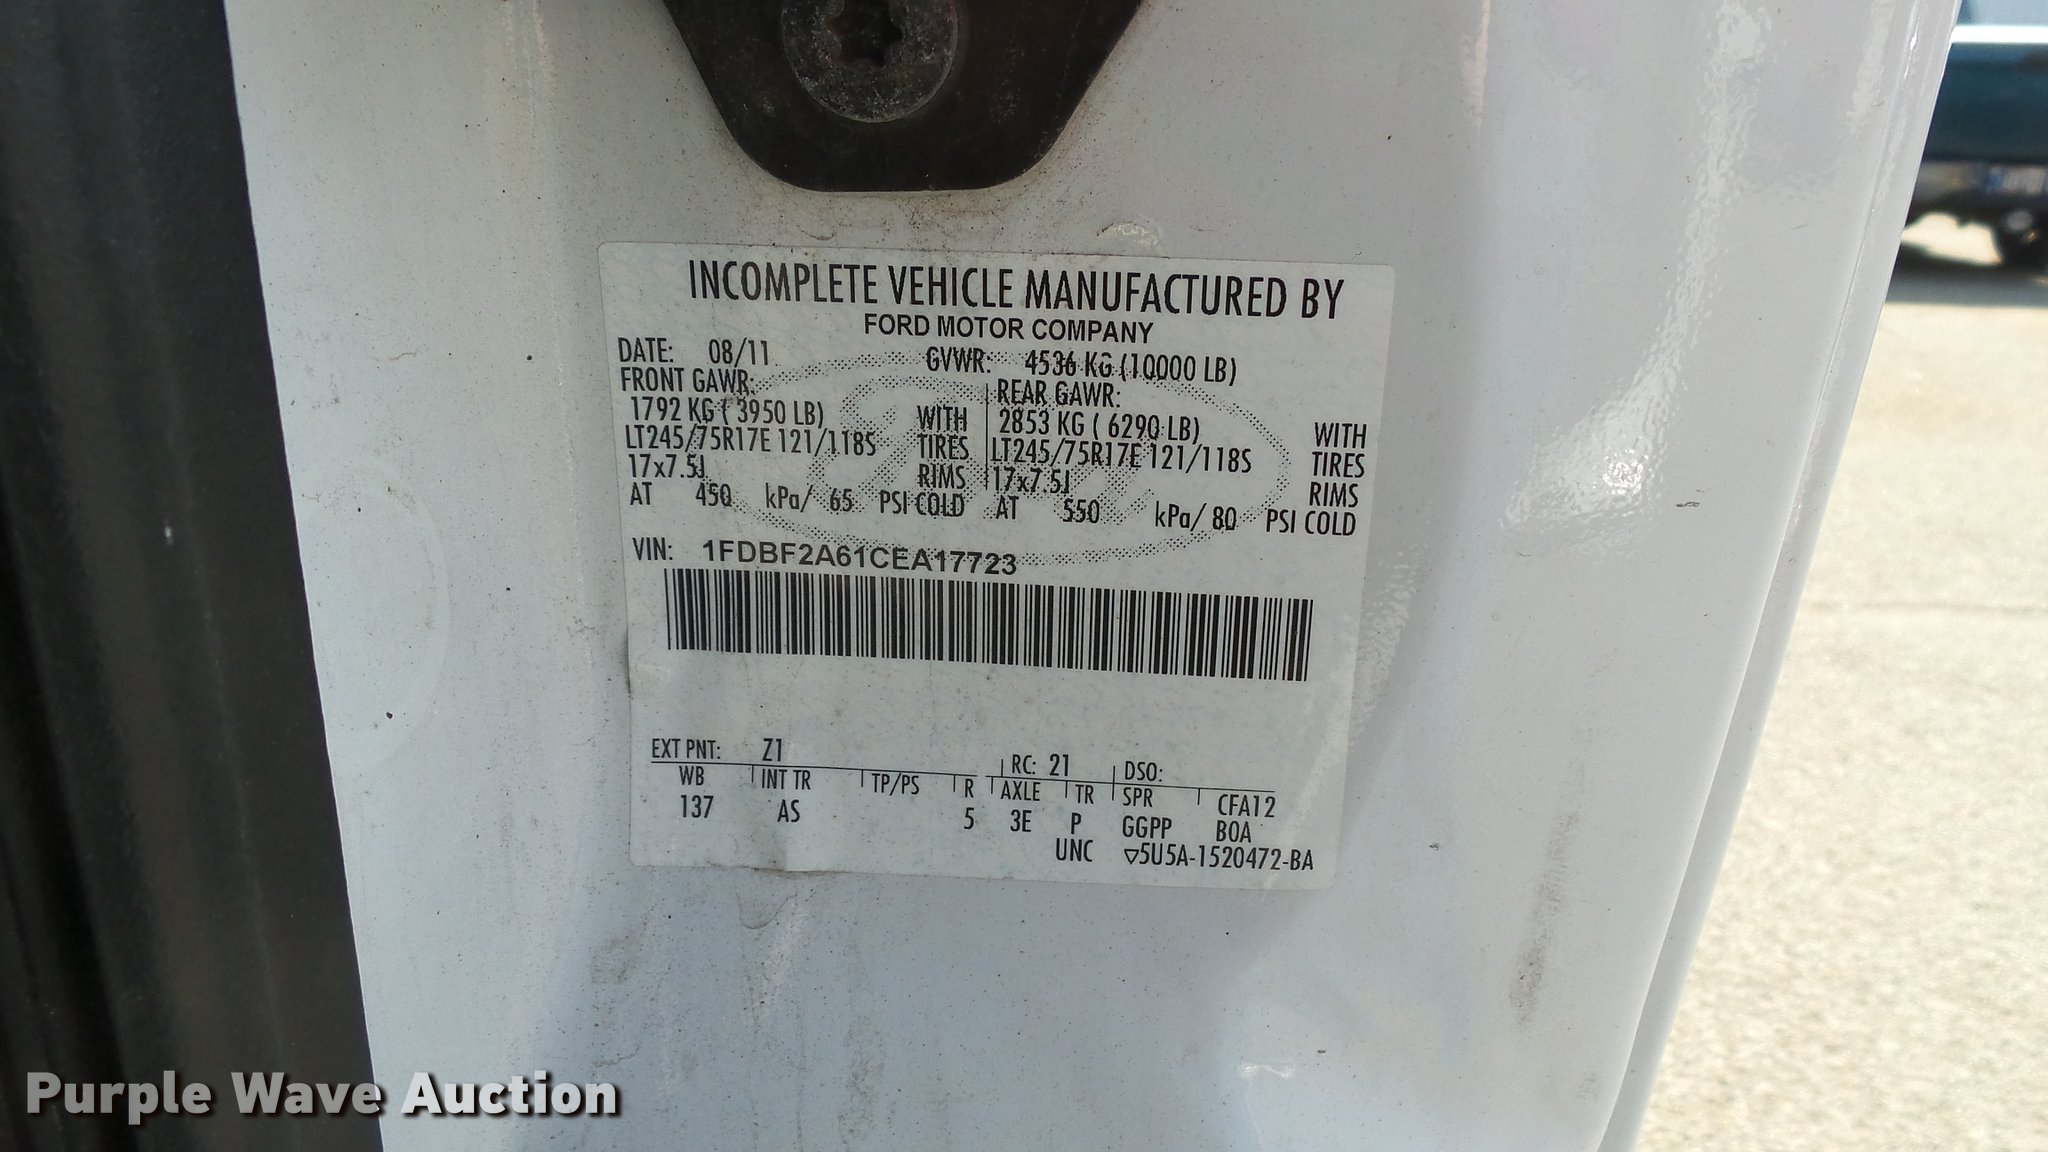 INCOMPLETE VEHICLE MANUFACTURED BY
FORD MOTOR COMPANY
DATE: 08/11 GVWR: 4536 KG (10000 LB)
FRONT GAWR: REAR GAWR:
1792 KG ( 3950 LB) WITH 2853 KG ( 6290 LB) WITH
LT245/75R17E 121/118S TIRES LT245/75R17E 121/118S TIRES
17x7.5J RIMS 17x7.5J RIMS
AT 450 kPa/ 65 PSI COLD AT 550 kPa/ 80 PSI COLD
VIN: 1FDBF2A61CEA17723
EXT PNT: Z1 RC: 21 DSO:
WB INT TR TP/PS R AXLE TR SPR CFA12
137 AS 5 3E P GGPP BOA
UNC ▽5U5A-1520472-BA
Purple Wave Auction